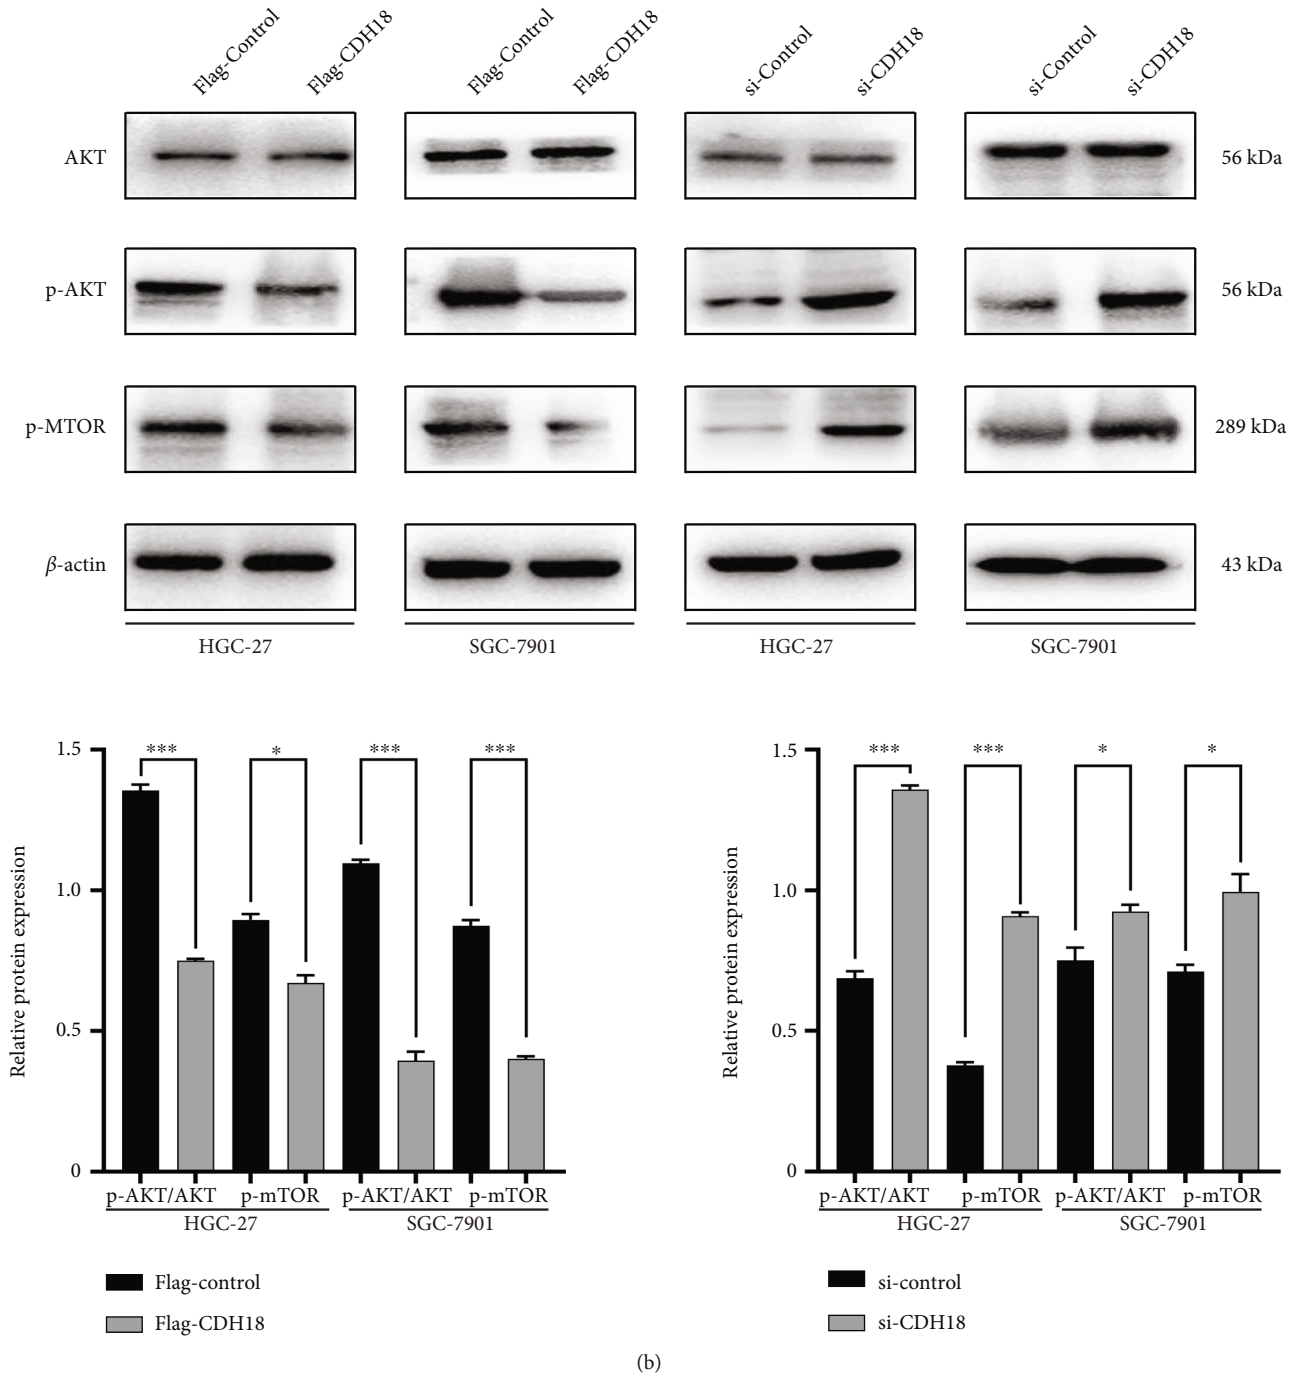 Flag-Control Flag-CDH18 Flag-Control Flag-CDH18 si-Control si-CDH18 si-Control si-CDH18
AKT 56 kDa
p-AKT 56 kDa
p-MTOR 289 kDa
β-actin 43 kDa
HGC-27 SGC-7901 HGC-27 SGC-7901
Relative protein expression
1.5
1.0
0.5
0
*** * *** ***
p-AKT/AKT p-mTOR p-AKT/AKT p-mTOR
HGC-27 SGC-7901
Flag-control
Flag-CDH18
Relative protein expression
1.5
1.0
0.5
0
*** *** * *
p-AKT/AKT p-mTOR p-AKT/AKT p-mTOR
HGC-27 SGC-7901
si-control
si-CDH18
(b)